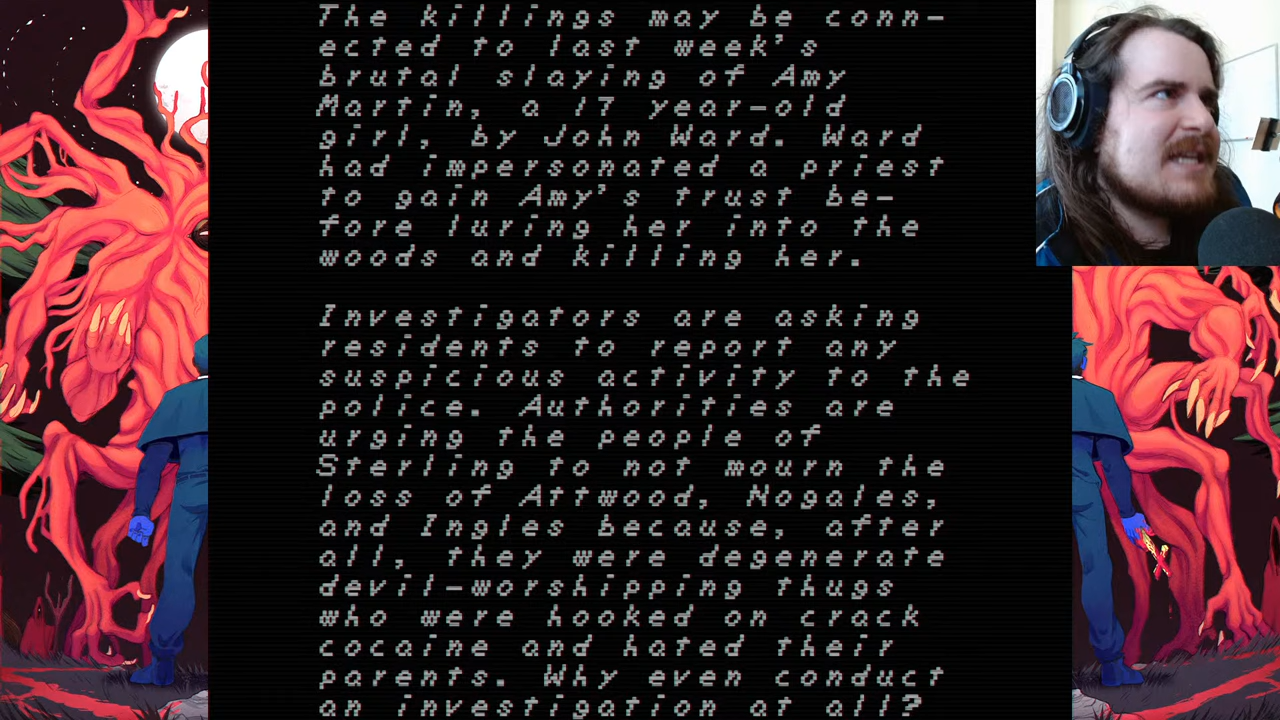 The killings may be conn-
ected to last week's
brutal slaying of Amy
Martin, a 17 year-old
girl, by John Ward. Ward
had impersonated a priest
to gain Amy's trust be-
fore luring her into the
woods and killing her.
Investigators are asking
residents to report any
suspicious activity to the
police. Authorities are
urging the people of
Sterling to not mourn the
loss of Attwood, Nogales,
and Ingles because, after
all, they were degenerate
devil-worshipping thugs
who were hooked on crack
cocaine and hated their
parents. Why even conduct
an investigation at all?